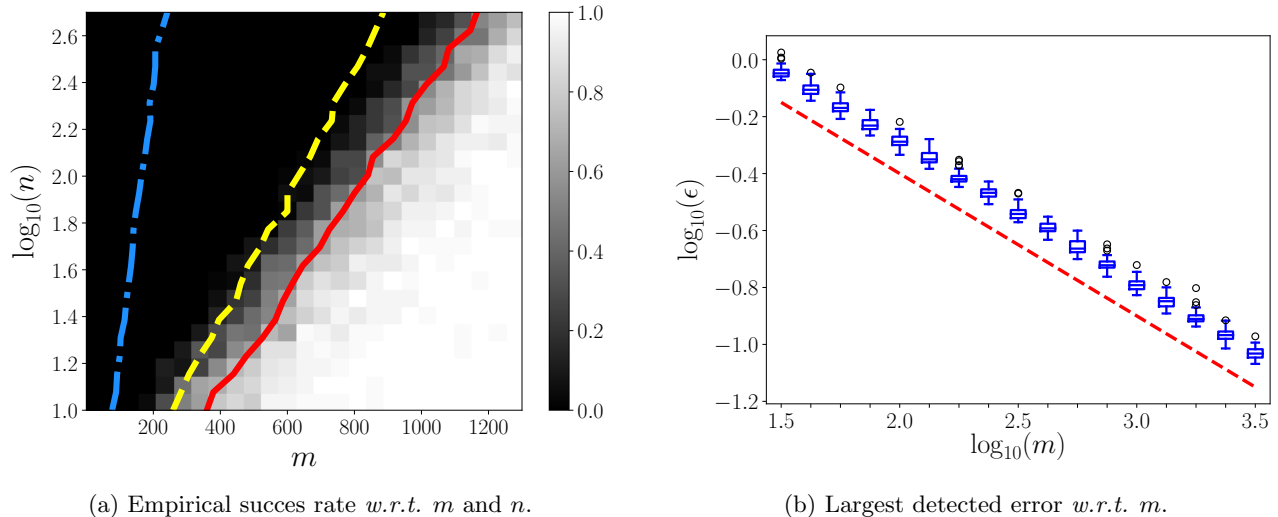 2.6
2.4
2.2
2.0
1.8
1.6
1.4
1.2
1.0
log₁₀(n)
200 400 600 800 1000 1200
m
1.0
0.8
0.6
0.4
0.2
0.0
(a) Empirical succes rate w.r.t. m and n.
0.0
−0.2
−0.4
−0.6
−0.8
−1.0
−1.2
log₁₀(ϵ)
1.5 2.0 2.5 3.0 3.5
log₁₀(m)
(b) Largest detected error w.r.t. m.